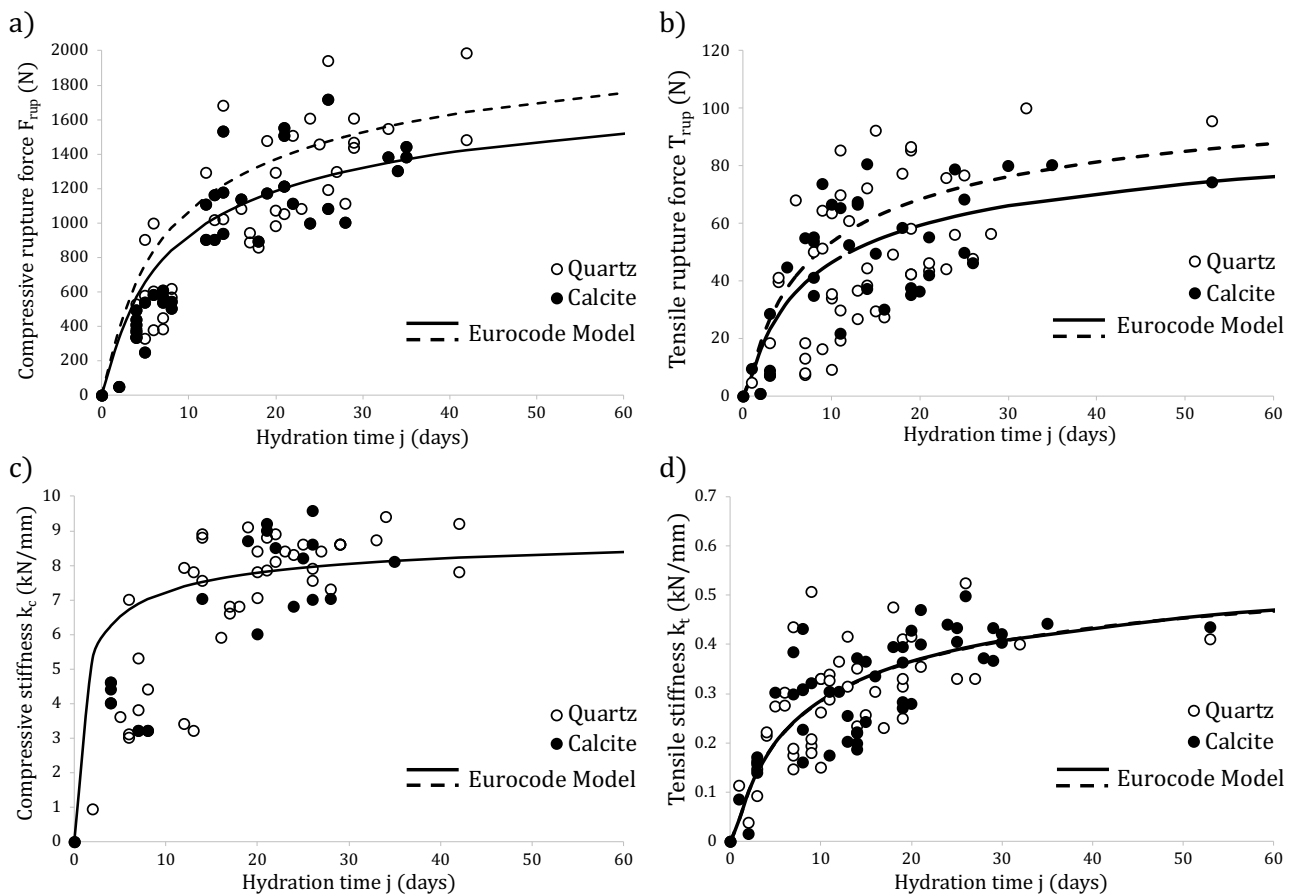 a)
Compressive rupture force F_rup (N)
2000
1800
1600
1400
1200
1000
800
600
400
200
0
0 10 20 30 40 50 60
Hydration time j (days)
Quartz
Calcite
Eurocode Model
b)
Tensile rupture force T_rup (N)
120
100
80
60
40
20
0
0 10 20 30 40 50 60
Hydration time j (days)
Quartz
Calcite
Eurocode Model
c)
Compressive stiffness k_c (kN/mm)
10
9
8
7
6
5
4
3
2
1
0
0 10 20 30 40 50 60
Hydration time j (days)
Quartz
Calcite
Eurocode Model
d)
Tensile stiffness k_t (kN/mm)
0.7
0.6
0.5
0.4
0.3
0.2
0.1
0
0 10 20 30 40 50 60
Hydration time j (days)
Quartz
Calcite
Eurocode Model